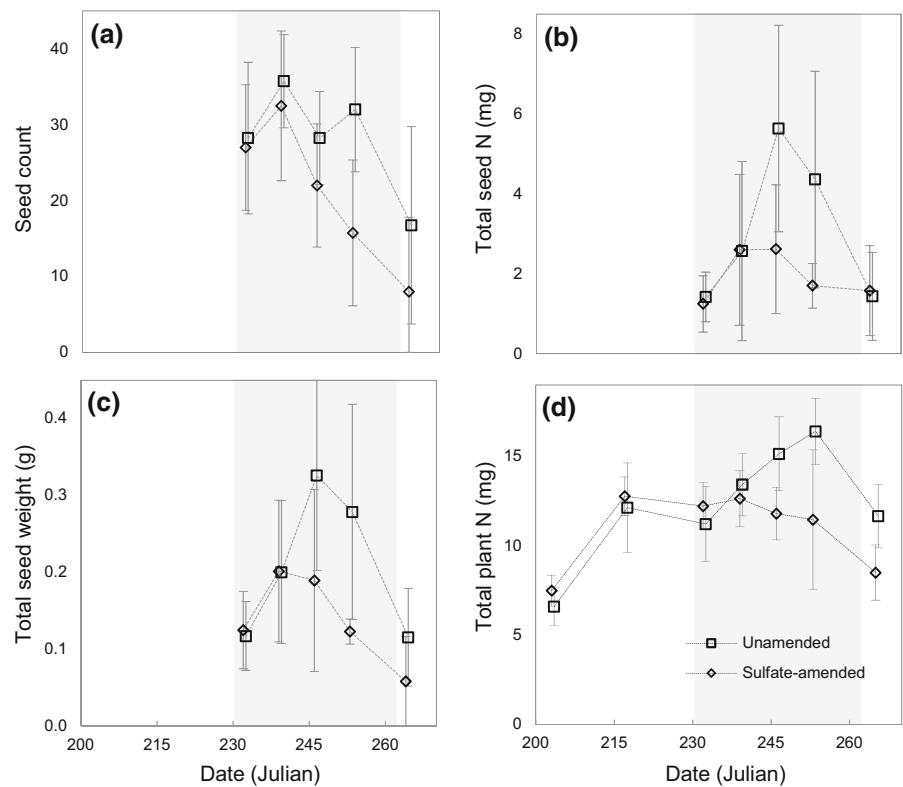 (a)
40
30
20
10
0
Seed count
(b)
8
6
4
2
0
Total seed N (mg)
(c)
0.4
0.3
0.2
0.1
0.0
Total seed weight (g)
200 215 230 245 260
Date (Julian)
(d)
15
10
5
0
Total plant N (mg)
Unamended
Sulfate-amended
200 215 230 245 260
Date (Julian)